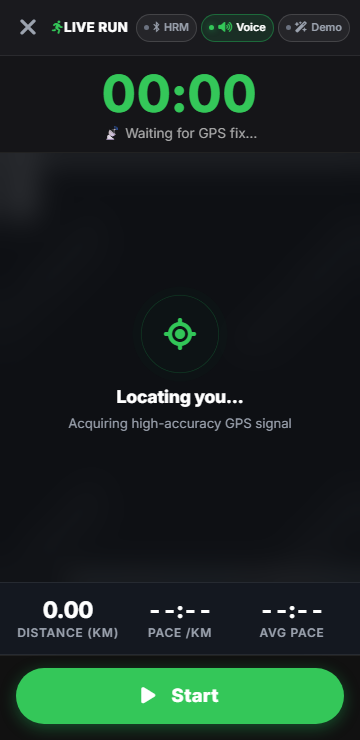 LIVE RUN HRM Voice Demo
00:00
Waiting for GPS fix...
Locating you...
Acquiring high-accuracy GPS signal
0.00 --:-- --:--
DISTANCE (KM) PACE /KM AVG PACE
Start